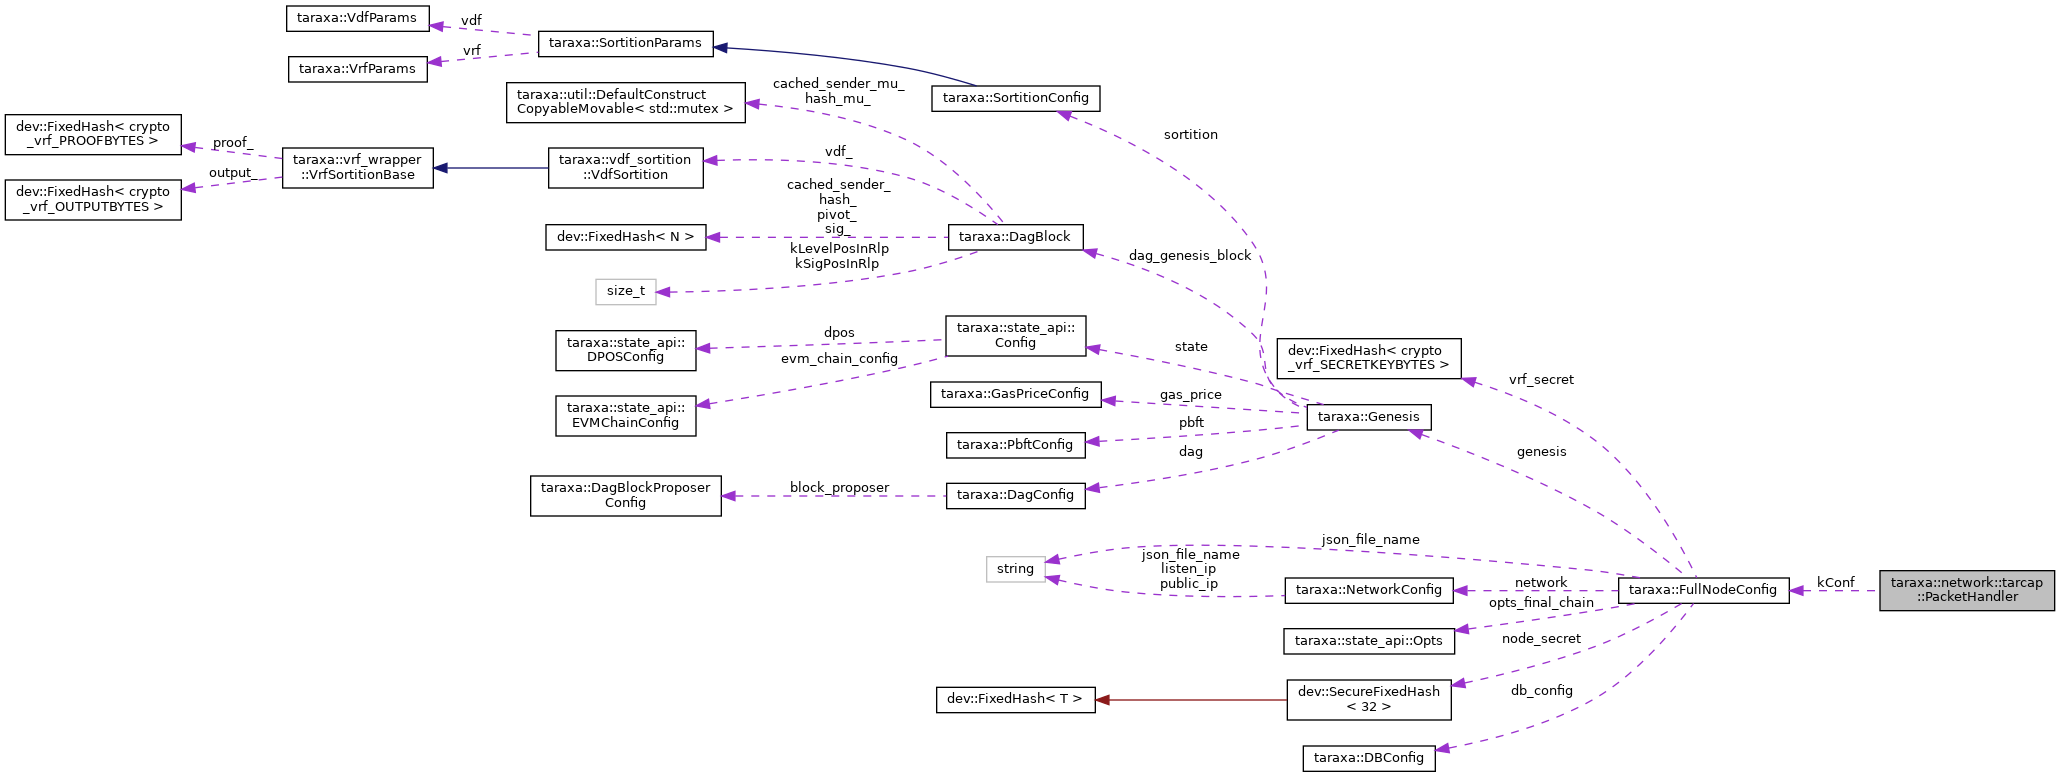 taraxa::VdfParams
vdf
taraxa::VrfParams
vrf
taraxa::SortitionParams
taraxa::util::DefaultConstruct
CopyableMovable< std::mutex >
cached_sender_mu_
hash_mu_
taraxa::SortitionConfig
sortition
dev::FixedHash< crypto
_vrf_PROOFBYTES >
proof_
dev::FixedHash< crypto
_vrf_OUTPUTBYTES >
output_
taraxa::vrf_wrapper
::VrfSortitionBase
taraxa::vdf_sortition
::VdfSortition
vdf_
cached_sender_
hash_
pivot_
sig_
dev::FixedHash< N >
kLevelPosInRlp
kSigPosInRlp
size_t
taraxa::DagBlock
dag_genesis_block
taraxa::state_api::
DPOSConfig
dpos
taraxa::state_api::
EVMChainConfig
evm_chain_config
taraxa::state_api::
Config
state
taraxa::GasPriceConfig
gas_price
taraxa::PbftConfig
pbft
dag
taraxa::DagBlockProposer
Config
block_proposer
taraxa::DagConfig
dev::FixedHash< crypto
_vrf_SECRETKEYBYTES >
vrf_secret
taraxa::Genesis
genesis
string
json_file_name
json_file_name
listen_ip
public_ip
taraxa::NetworkConfig
network
opts_final_chain
taraxa::state_api::Opts
node_secret
dev::FixedHash< T >
dev::SecureFixedHash
< 32 >
db_config
taraxa::DBConfig
taraxa::FullNodeConfig
kConf
taraxa::network::tarcap
::PacketHandler